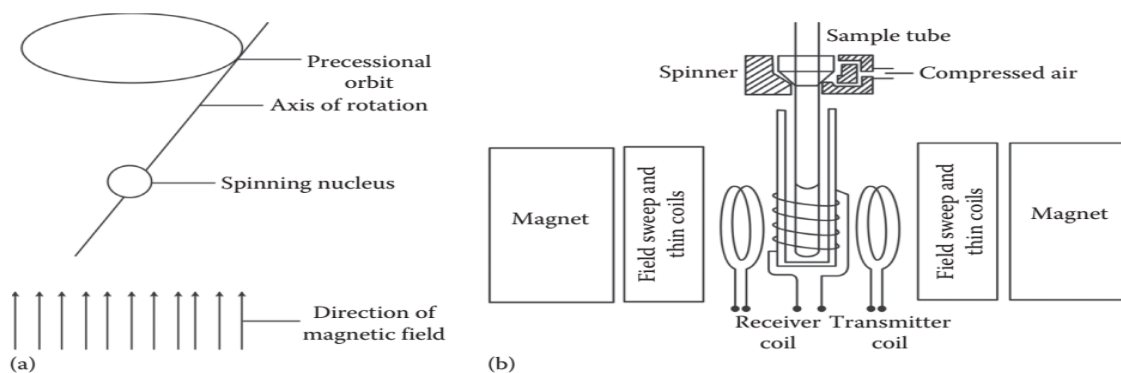 Precessional
orbit
Axis of rotation
Spinning nucleus
Direction of
magnetic field
(a)
Sample tube
Spinner
Compressed air
Magnet
Field sweep and
thin coils
Field sweep and
thin coils
Magnet
Receiver
coil
Transmitter
coil
(b)